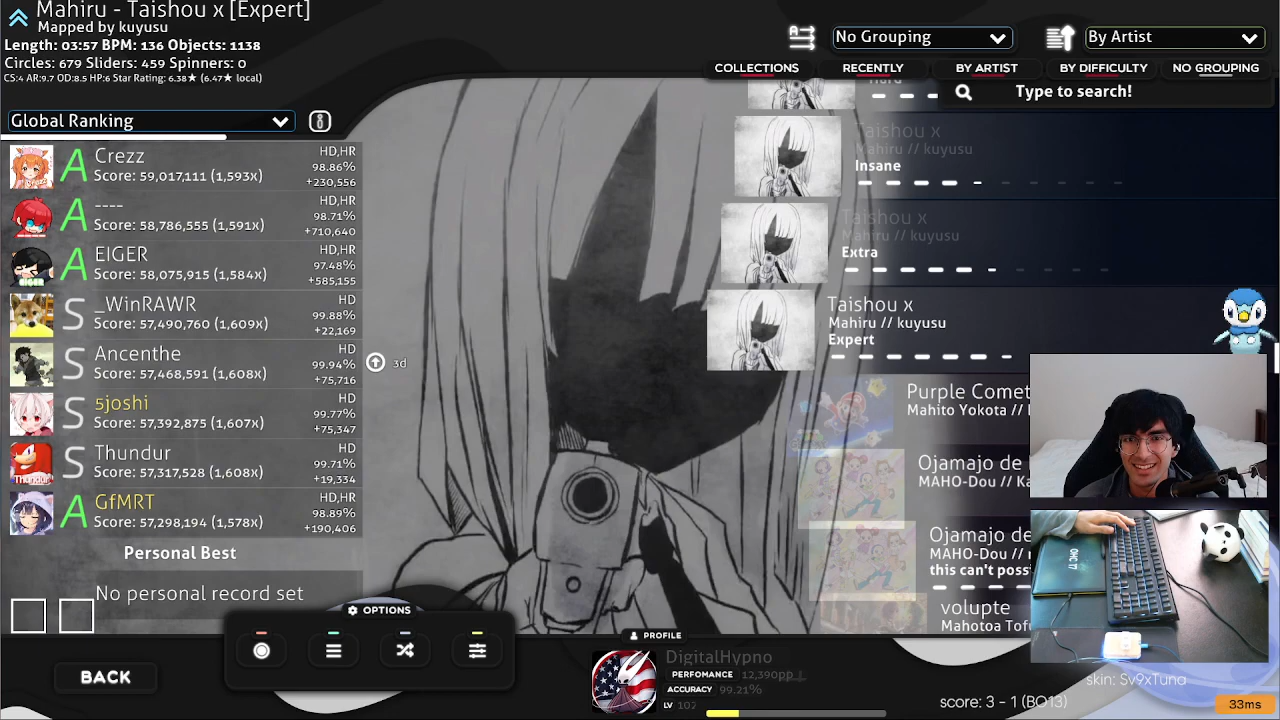 Mahiru - Taishou x [Expert]
Mapped by kuyusu
Length: 03:57 BPM: 136 Objects: 1138
Circles: 679 Sliders: 459 Spinners: 0
CS:4 AR:9.7 OD:8.5 HP:6 Star Rating: 6.38★ (6.47★ local)
No Grouping
By Artist
COLLECTIONS
RECENTLY
BY ARTIST
BY DIFFICULTY
NO GROUPING
Type to search!
Global Ranking
Crezz
Score: 59,017,111 (1,593x)
HD,HR
98.86%
+230,556
----
Score: 58,786,555 (1,591x)
HD,HR
98.71%
+710,640
EIGER
Score: 58,075,915 (1,584x)
HD,HR
97.48%
+585,155
_WinRAWR
Score: 57,490,760 (1,609x)
HD
99.88%
+22,169
Ancenthe
Score: 57,468,591 (1,608x)
HD
99.94%
+75,716
3d
5joshi
Score: 57,392,875 (1,607x)
HD
99.77%
+75,347
Thundur
Score: 57,317,528 (1,608x)
HD
99.71%
+19,334
GfMRT
Score: 57,298,194 (1,578x)
HD,HR
98.89%
+190,406
Personal Best
No personal record set
Hard
Taishou x
Mahiru // kuyusu
Insane
Taishou x
Mahiru // kuyusu
Extra
Taishou x
Mahiru // kuyusu
Expert
Purple Comet
Mahito Yokota //
Ojamajo de
MAHO-Dou // Ka
Ojamajo de
MAHO-Dou //
this can't possi
volupte
Mahotoa Tofu
OPTIONS
BACK
PROFILE
DigitalHypno
PERFOMANCE 12,390pp
ACCURACY 99.21%
LV 102
skin: Sv9xTuna
score: 3 - 1 (BO13)
33ms